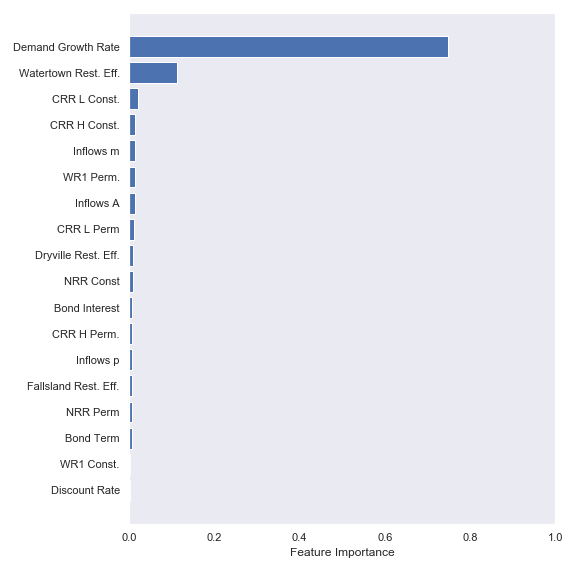 Demand Growth Rate
Watertown Rest. Eff.
CRR L Const.
CRR H Const.
Inflows m
WR1 Perm.
Inflows A
CRR L Perm
Dryville Rest. Eff.
NRR Const
Bond Interest
CRR H Perm.
Inflows p
Fallsland Rest. Eff.
NRR Perm
Bond Term
WR1 Const.
Discount Rate
0.0 0.2 0.4 0.6 0.8 1.0
Feature Importance